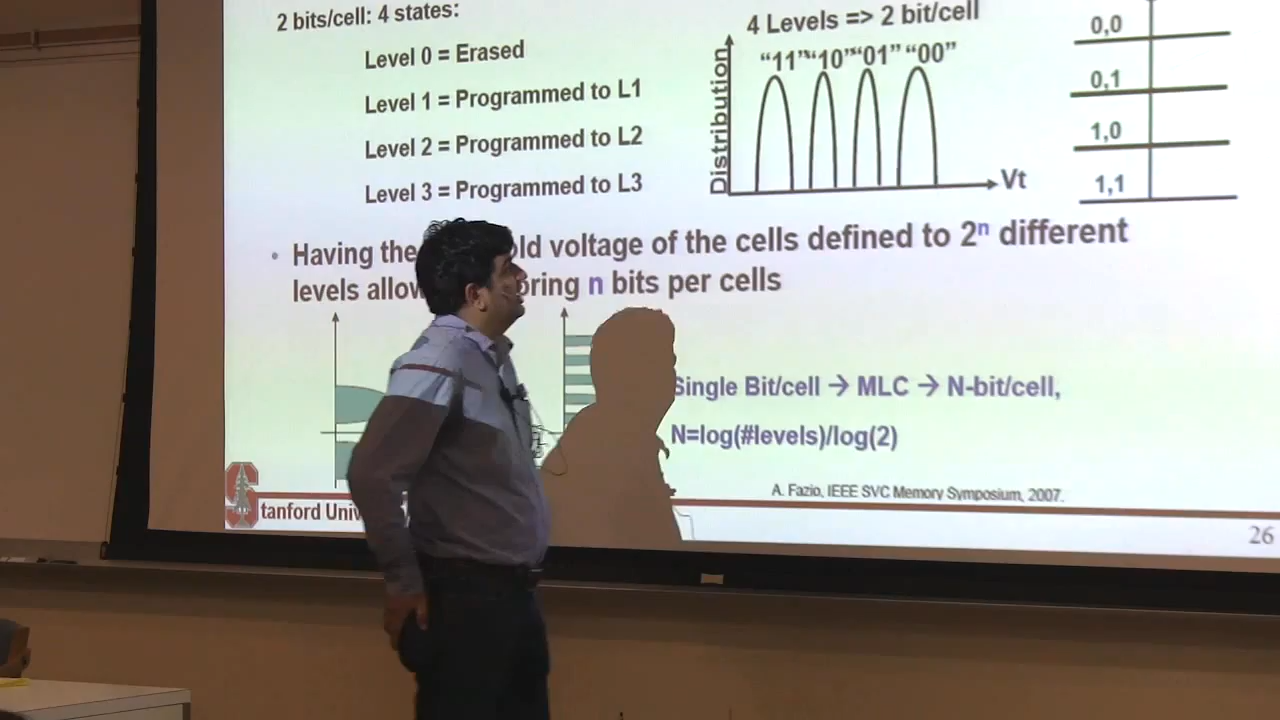 2 bits/cell: 4 states:
Level 0 = Erased
Level 1 = Programmed to L1
Level 2 = Programmed to L2
Level 3 = Programmed to L3
4 Levels => 2 bit/cell
"11" "10" "01" "00"
Distribution
Vt
0,0
0,1
1,0
1,1
• Having the old voltage of the cells defined to 2ⁿ different
levels allow oring n bits per cells
Single Bit/cell → MLC → N-bit/cell,
N=log(#levels)/log(2)
A. Fazio, IEEE SVC Memory Symposium, 2007.
Stanford Univ
26